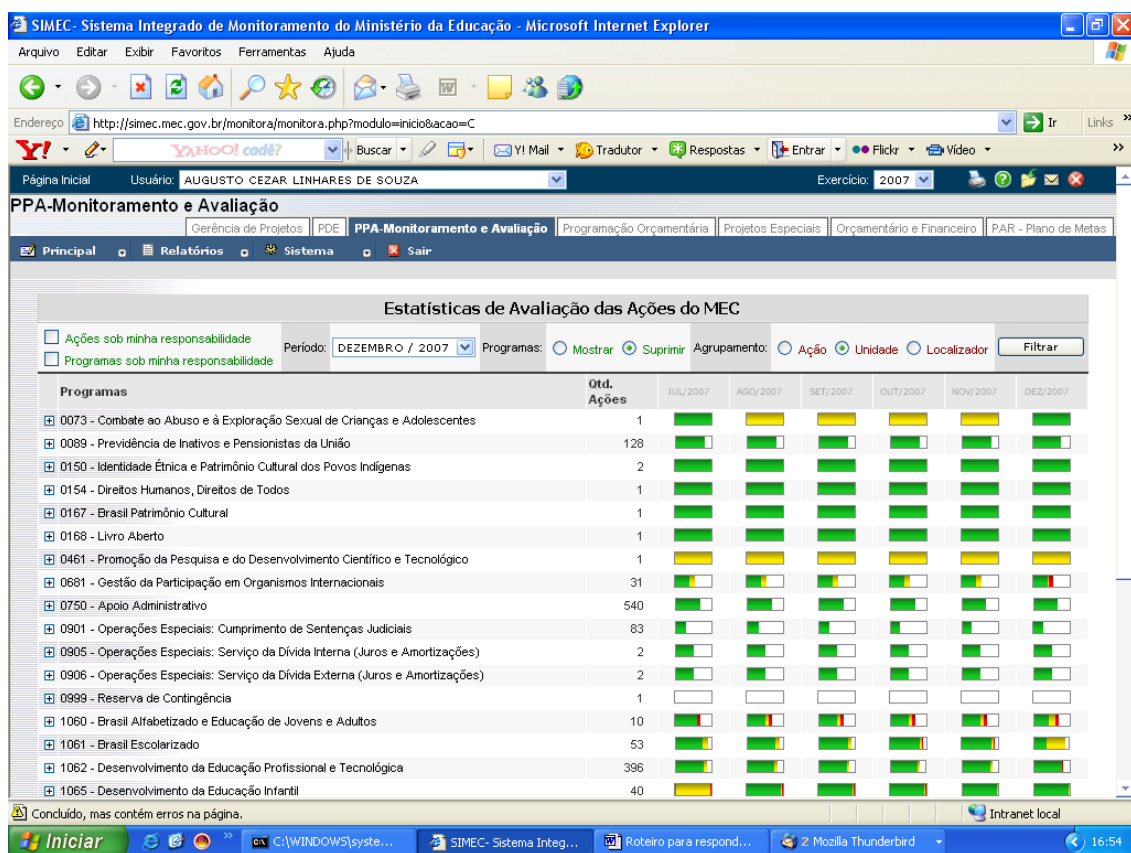 SIMEC- Sistema Integrado de Monitoramento do Ministério da Educação - Microsoft Internet Explorer
Arquivo Editar Exibir Favoritos Ferramentas Ajuda
Endereço http://simec.mec.gov.br/monitora/monitora.php?modulo=inicio&acao=C Ir Links »
Y! YAHOO! cadê? Buscar Y! Mail Tradutor Respostas Entrar Flickr Vídeo »
Página Inicial Usuário: AUGUSTO CEZAR LINHARES DE SOUZA Exercício: 2007
PPA-Monitoramento e Avaliação
Gerência de Projetos PDE PPA-Monitoramento e Avaliação Programação Orçamentária Projetos Especiais Orçamentário e Financeiro PAR - Plano de Metas
Principal Relatórios Sistema Sair
Estatísticas de Avaliação das Ações do MEC
Ações sob minha responsabilidade
Programas sob minha responsabilidade
Período: DEZEMBRO / 2007 Programas: Mostrar Suprimir Agrupamento: Ação Unidade Localizador Filtrar
Programas Qtd. Ações JUL/2007 AGO/2007 SET/2007 OUT/2007 NOV/2007 DEZ/2007
0073 - Combate ao Abuso e à Exploração Sexual de Crianças e Adolescentes 1
0089 - Previdência de Inativos e Pensionistas da União 128
0150 - Identidade Étnica e Patrimônio Cultural dos Povos Indígenas 2
0154 - Direitos Humanos, Direitos de Todos 1
0167 - Brasil Patrimônio Cultural 1
0168 - Livro Aberto 1
0461 - Promoção da Pesquisa e do Desenvolvimento Científico e Tecnológico 1
0681 - Gestão da Participação em Organismos Internacionais 31
0750 - Apoio Administrativo 540
0901 - Operações Especiais: Cumprimento de Sentenças Judiciais 83
0905 - Operações Especiais: Serviço da Dívida Interna (Juros e Amortizações) 2
0906 - Operações Especiais: Serviço da Dívida Externa (Juros e Amortizações) 2
0999 - Reserva de Contingência 1
1060 - Brasil Alfabetizado e Educação de Jovens e Adultos 10
1061 - Brasil Escolarizado 53
1062 - Desenvolvimento da Educação Profissional e Tecnológica 396
1065 - Desenvolvimento da Educação Infantil 40
Concluído, mas contém erros na página. Intranet local
Iniciar » C:\WINDOWS\syste... SIMEC- Sistema Integ... Roteiro para respond... 2 Mozilla Thunderbird 16:54